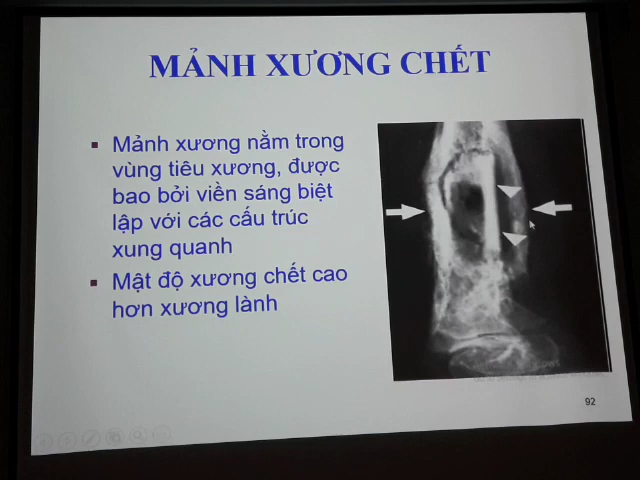 MẢNH XƯƠNG CHẾT
Mảnh xương nằm trong
vùng tiêu xương, được
bao bởi viền sáng biệt
lập với các cấu trúc
xung quanh
Mật độ xương chết cao
hơn xương lành
92